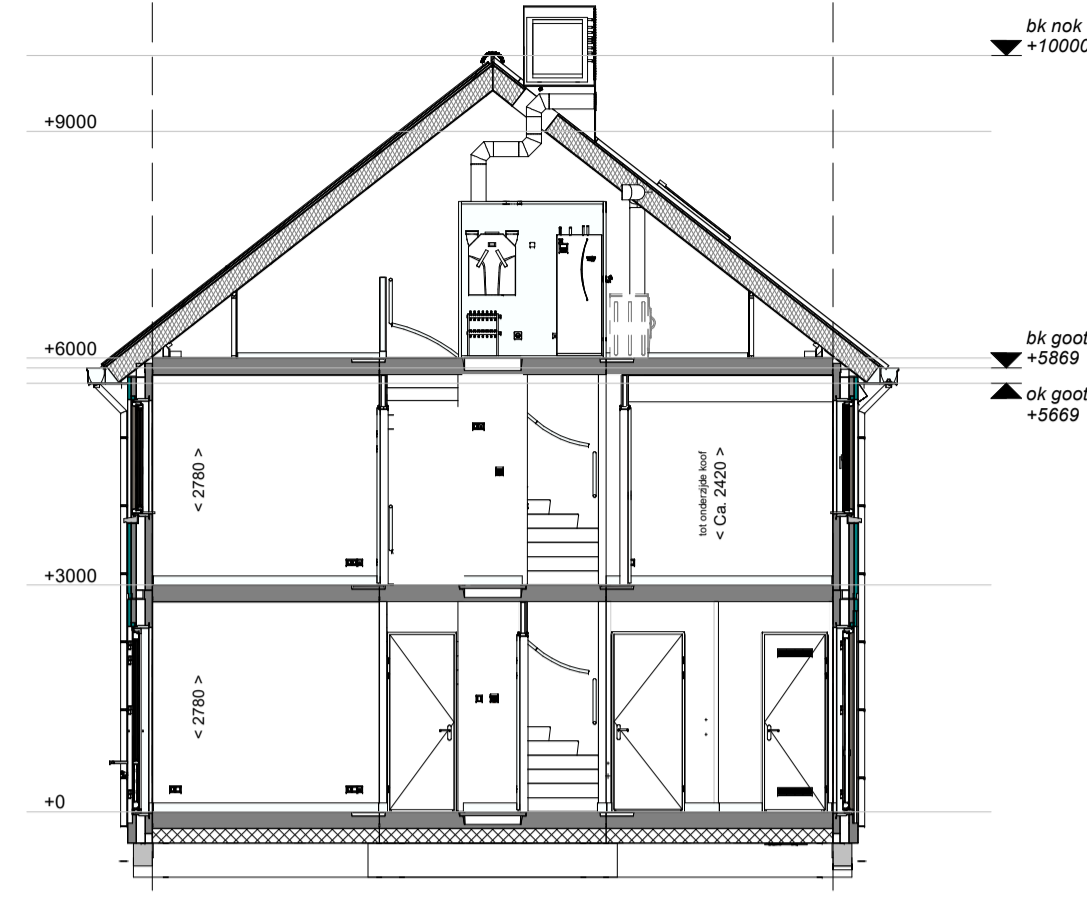 bk nok
+10000
+9000
+6000
bk goot
+5869
ok goot
+5669
< 2780 >
tot onderzijde koof
< Ca. 2420 >
+3000
< 2780 >
+0